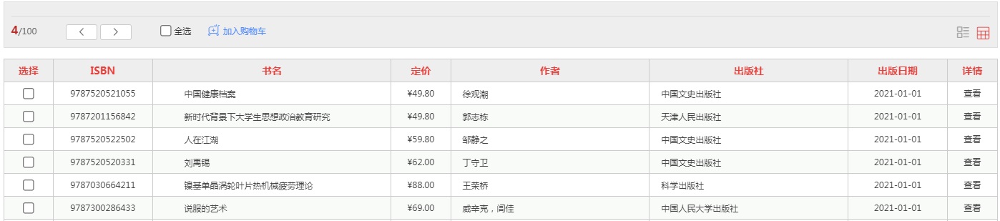 4/100 全选 加入购物车
选择 ISBN 书名 定价 作者 出版社 出版日期 详情
9787520521055 中国健康档案 ¥49.80 徐观潮 中国文史出版社 2021-01-01 查看
9787201156842 新时代背景下大学生思想政治教育研究 ¥49.80 郭志栋 天津人民出版社 2021-01-01 查看
9787520522502 人在江湖 ¥59.80 邹静之 中国文史出版社 2021-01-01 查看
9787520520331 刘禹锡 ¥62.00 丁守卫 中国文史出版社 2021-01-01 查看
9787030664211 镍基单晶涡轮叶片热机械疲劳理论 ¥88.00 王荣桥 科学出版社 2021-01-01 查看
9787300286433 说服的艺术 ¥69.00 威辛克，闾佳 中国人民大学出版社 2021-01-01 查看